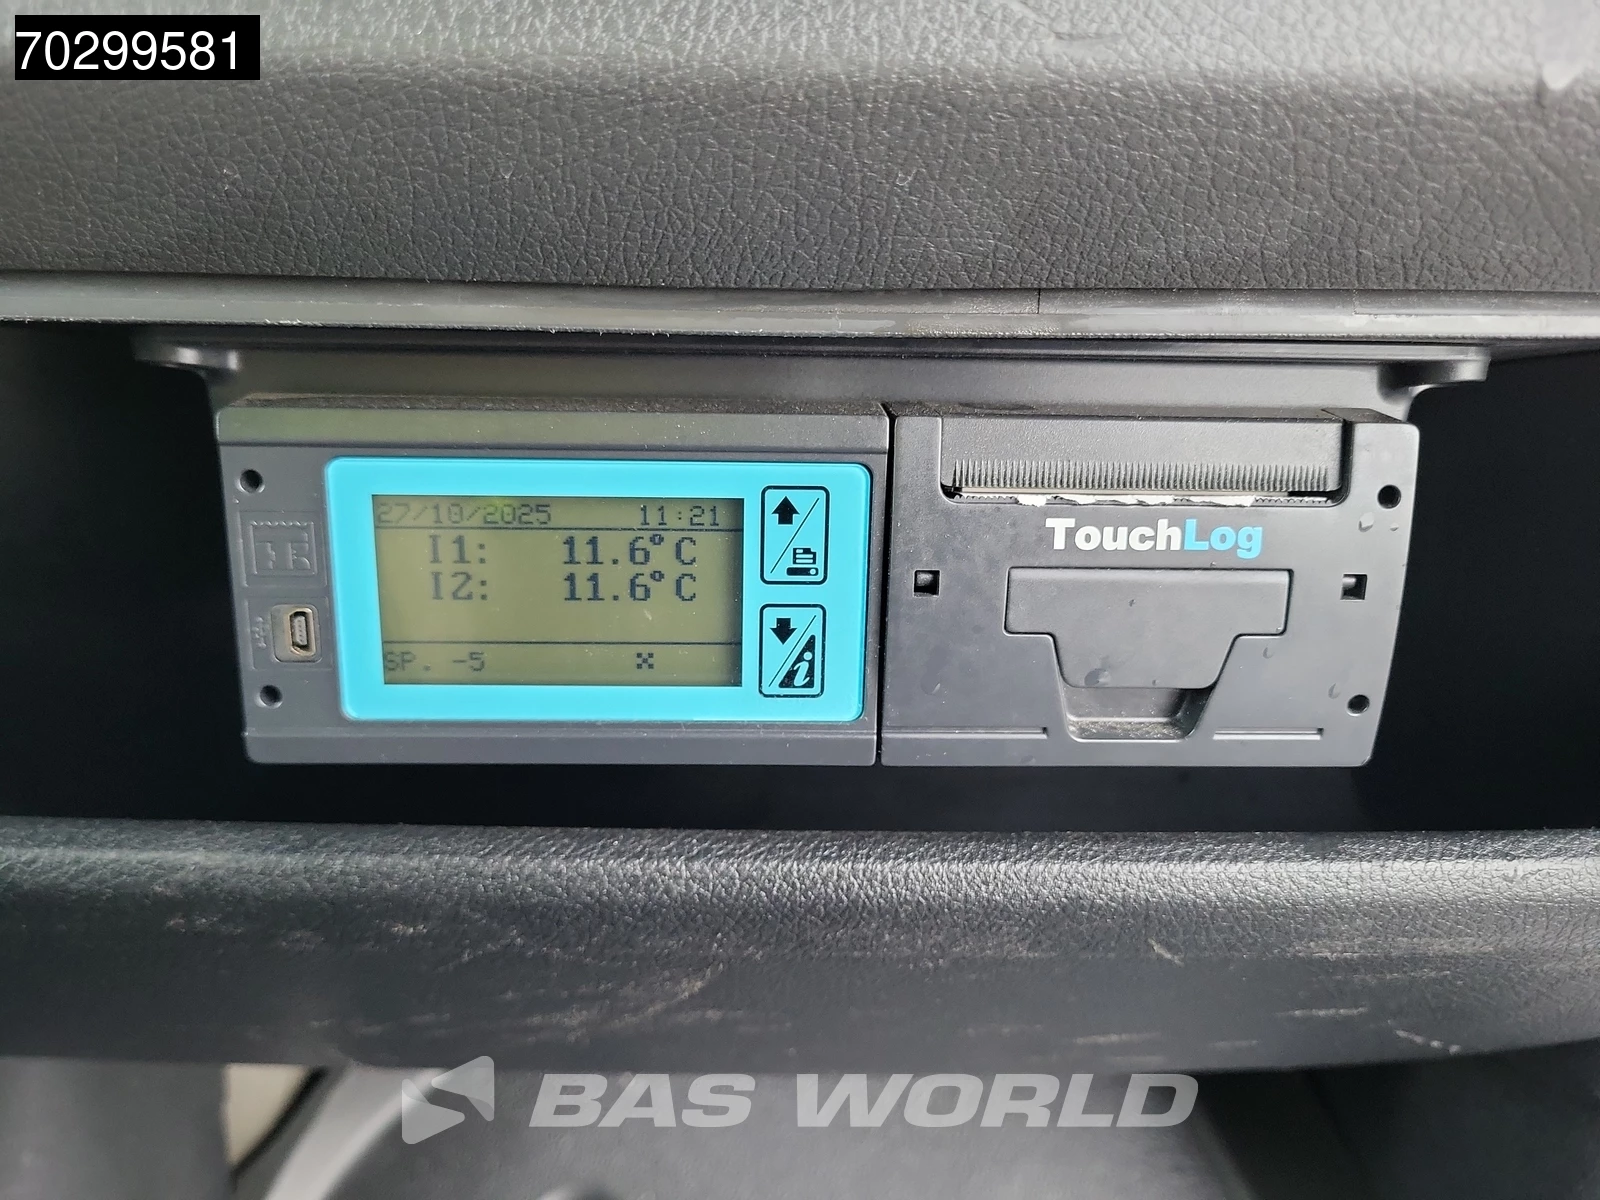 70299581
27/10/2025 11:21
I1: 11.6°C
I2: 11.6°C
SP. -5
TouchLog
BAS WORLD